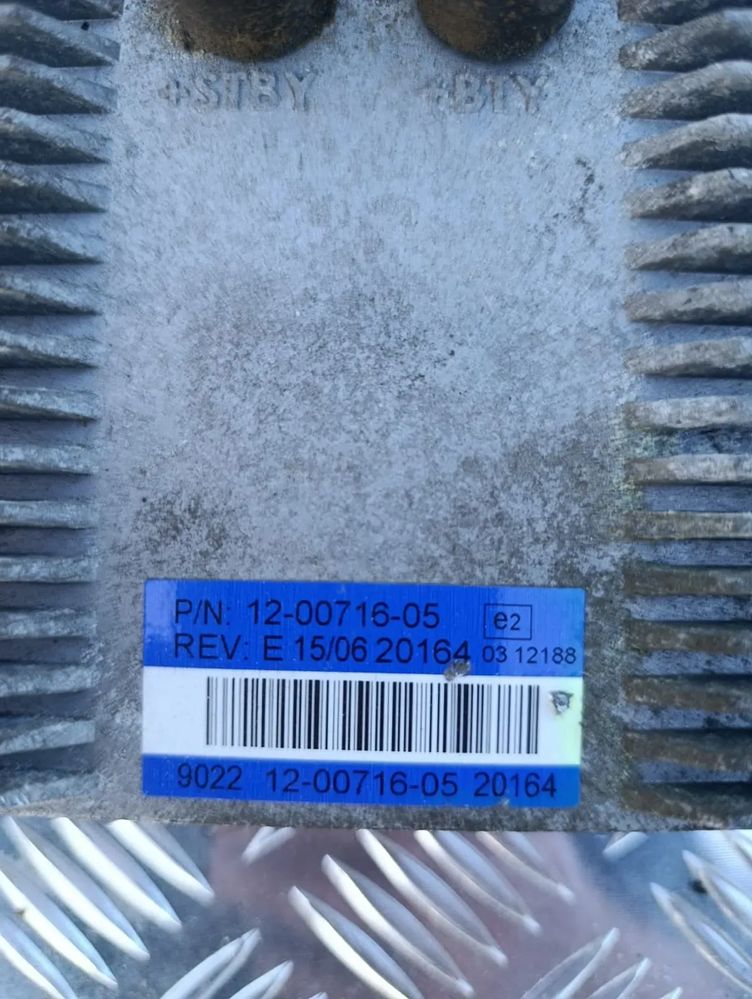 +STBY +BTY
P/N: 12-00716-05 e2
REV: E 15/06 20164 03 12188
9022 12-00716-05 20164